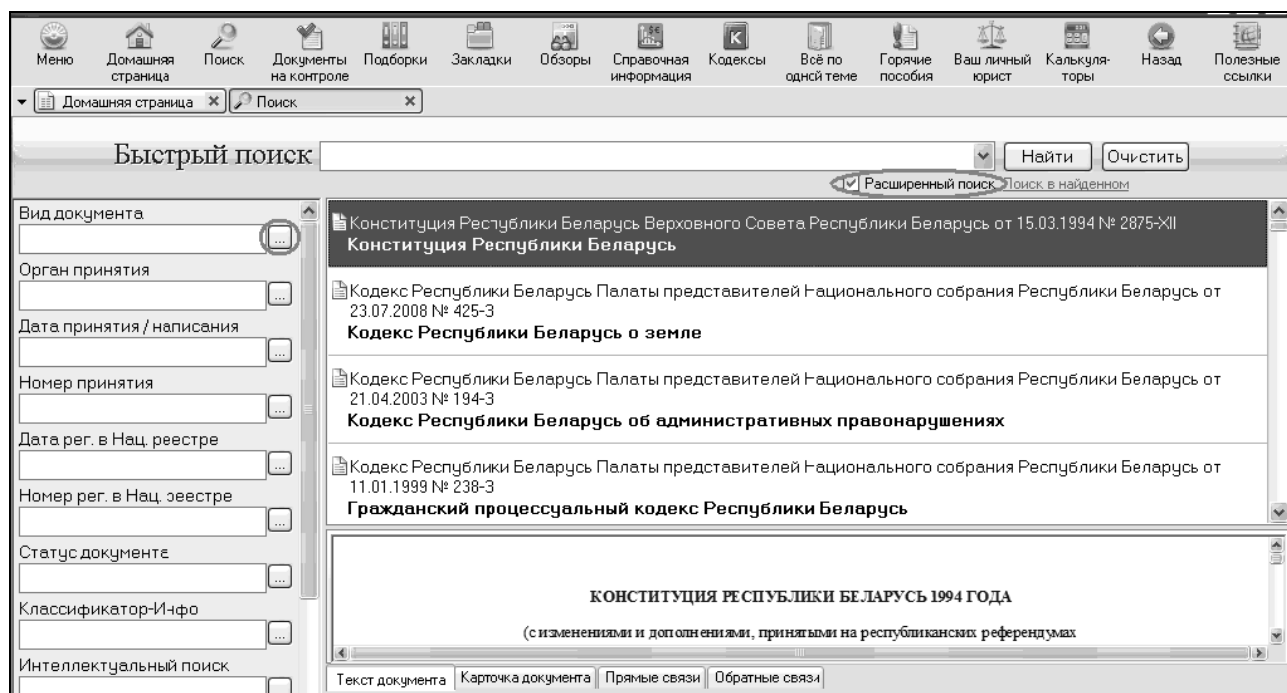 Меню
Домашняя
страница
Поиск
Документы
на контроле
Подборки
Закладки
Обзоры
Справочная
информация
Кодексы
Всё по
одной теме
Горячие
пособия
Ваш личный
юрист
Калькуля-
торы
Назад
Полезные
ссылки
Домашняя страница
Поиск
Быстрый поиск
Найти
Очистить
Расширенный поиск Поиск в найденном
Вид документа
...
Орган принятия
...
Дата принятия / написания
...
Номер принятия
...
Дата рег. в Нац. реестре
...
Номер рег. в Нац. реестре
...
Статус документа
...
Классификатор-Инфо
...
Интеллектуальный поиск
Конституция Республики Беларусь Верховного Совета Республики Беларусь от 15.03.1994 № 2875-XII
Конституция Республики Беларусь
Кодекс Республики Беларусь Палаты представителей Национального собрания Республики Беларусь от
23.07.2008 № 425-З
Кодекс Республики Беларусь о земле
Кодекс Республики Беларусь Палаты представителей Национального собрания Республики Беларусь от
21.04.2003 № 194-З
Кодекс Республики Беларусь об административных правонарушениях
Кодекс Республики Беларусь Палаты представителей Национального собрания Республики Беларусь от
11.01.1999 № 238-З
Гражданский процессуальный кодекс Республики Беларусь
КОНСТИТУЦИЯ РЕСПУБЛИКИ БЕЛАРУСЬ 1994 ГОДА
(с изменениями и дополнениями, принятыми на республиканских референдумах
Текст документа
Карточка документа
Прямые связи
Обратные связи